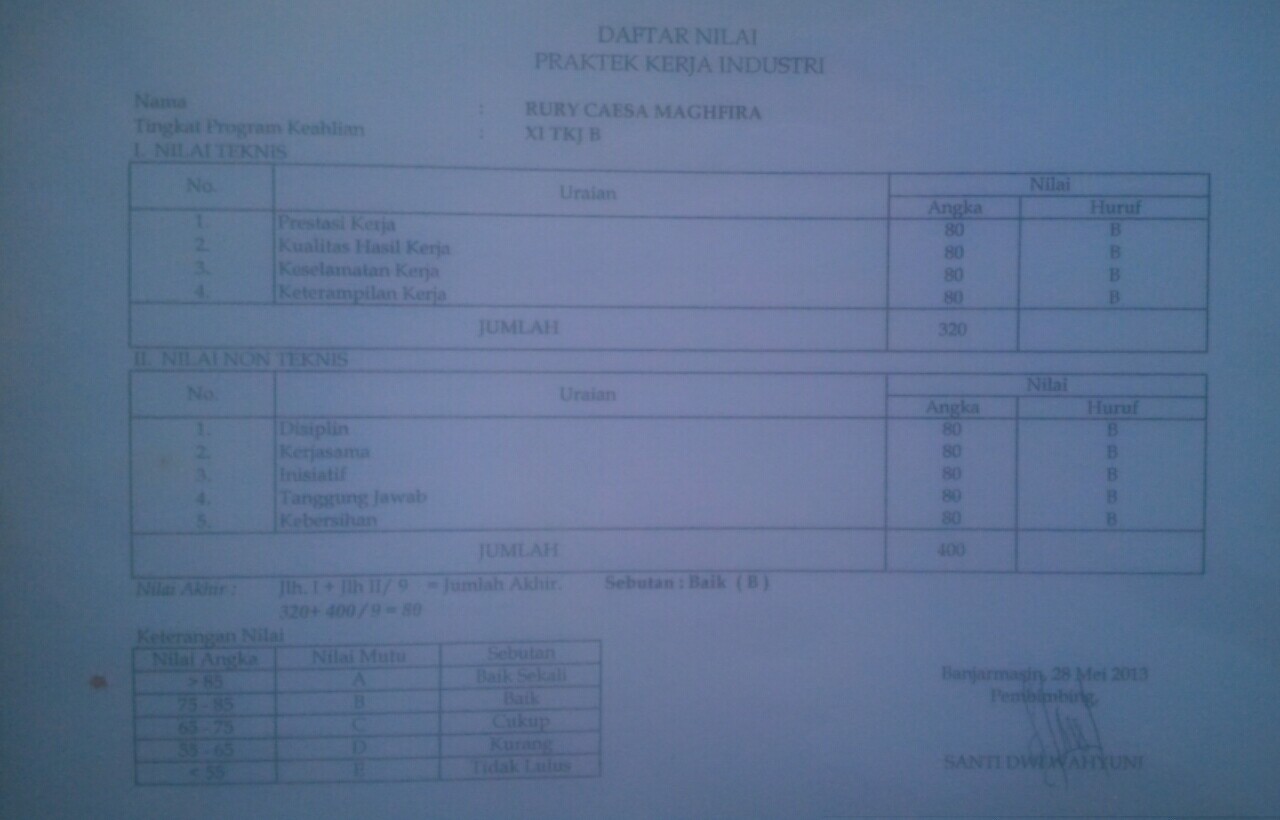 DAFTAR NILAI
PRAKTEK KERJA INDUSTRI
Nama : RURY CAESA MAGHFIRA
Tingkat Program Keahlian : XI TKJ B
I. NILAI TEKNIS
No. Uraian Nilai
Angka Huruf
1. Prestasi Kerja 80 B
2. Kualitas Hasil Kerja 80 B
3. Keselamatan Kerja 80 B
4. Keterampilan Kerja 80 B
JUMLAH 320
II. NILAI NON TEKNIS
No. Uraian Nilai
Angka Huruf
1. Disiplin 80 B
2. Kerjasama 80 B
3. Inisiatif 80 B
4. Tanggung Jawab 80 B
5. Kebersihan 80 B
JUMLAH 400
Nilai Akhir : Jlh. I + Jlh II/ 9 = Jumlah Akhir. Sebutan : Baik ( B )
320+ 400 / 9 = 80
Keterangan Nilai
Nilai Angka Nilai Mutu Sebutan
> 85 A Baik Sekali
75 - 85 B Baik
65 - 75 C Cukup
55 - 65 D Kurang
< 55 E Tidak Lulus
Banjarmasin, 28 Mei 2013
Pembimbing,
SANTI DWI WAHYUNI